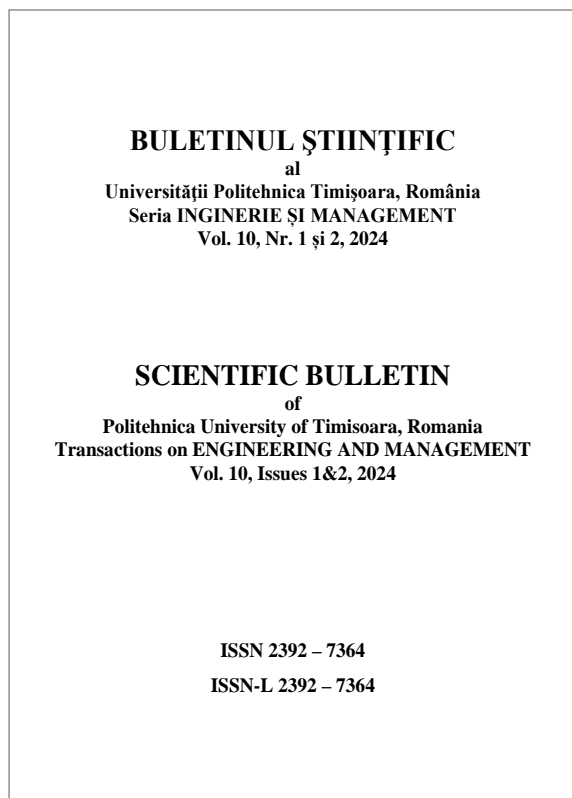 BULETINUL ŞTIINŢIFIC
al
Universităţii Politehnica Timişoara, România
Seria INGINERIE ȘI MANAGEMENT
Vol. 10, Nr. 1 și 2, 2024
SCIENTIFIC BULLETIN
of
Politehnica University of Timisoara, Romania
Transactions on ENGINEERING AND MANAGEMENT
Vol. 10, Issues 1&2, 2024
ISSN 2392 – 7364
ISSN-L 2392 – 7364